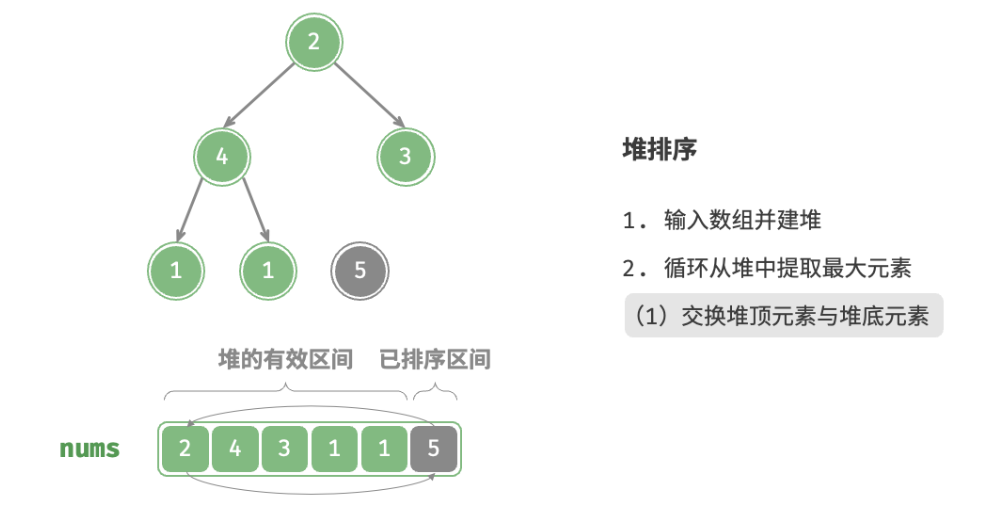 2
4
3
1
1
5
堆的有效区间
已排序区间
nums
2 4 3 1 1 5
堆排序
1. 输入数组并建堆
2. 循环从堆中提取最大元素
（1）交换堆顶元素与堆底元素